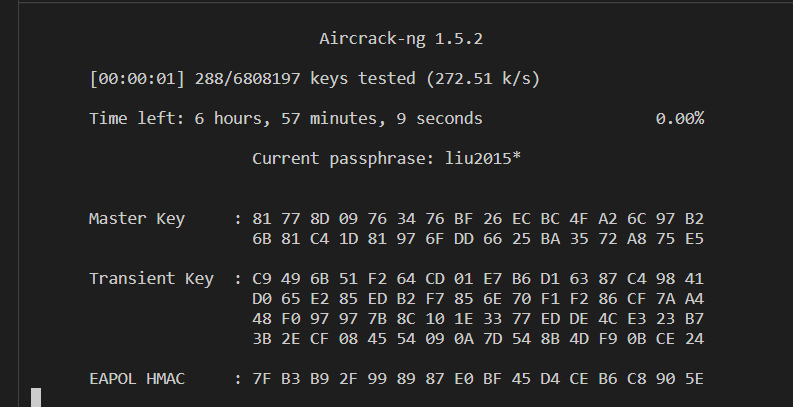 Aircrack-ng 1.5.2
[00:00:01] 288/6808197 keys tested (272.51 k/s)
Time left: 6 hours, 57 minutes, 9 seconds 0.00%
Current passphrase: liu2015*
Master Key : 81 77 8D 09 76 34 76 BF 26 EC BC 4F A2 6C 97 B2
6B 81 C4 1D 81 97 6F DD 66 25 BA 35 72 A8 75 E5
Transient Key : C9 49 6B 51 F2 64 CD 01 E7 B6 D1 63 87 C4 98 41
D0 65 E2 85 ED B2 F7 85 6E 70 F1 F2 86 CF 7A A4
48 F0 97 97 7B 8C 10 1E 33 77 ED DE 4C E3 23 B7
3B 2E CF 08 45 54 09 0A 7D 54 8B 4D F9 0B CE 24
EAPOL HMAC : 7F B3 B9 2F 99 89 87 E0 BF 45 D4 CE B6 C8 90 5E